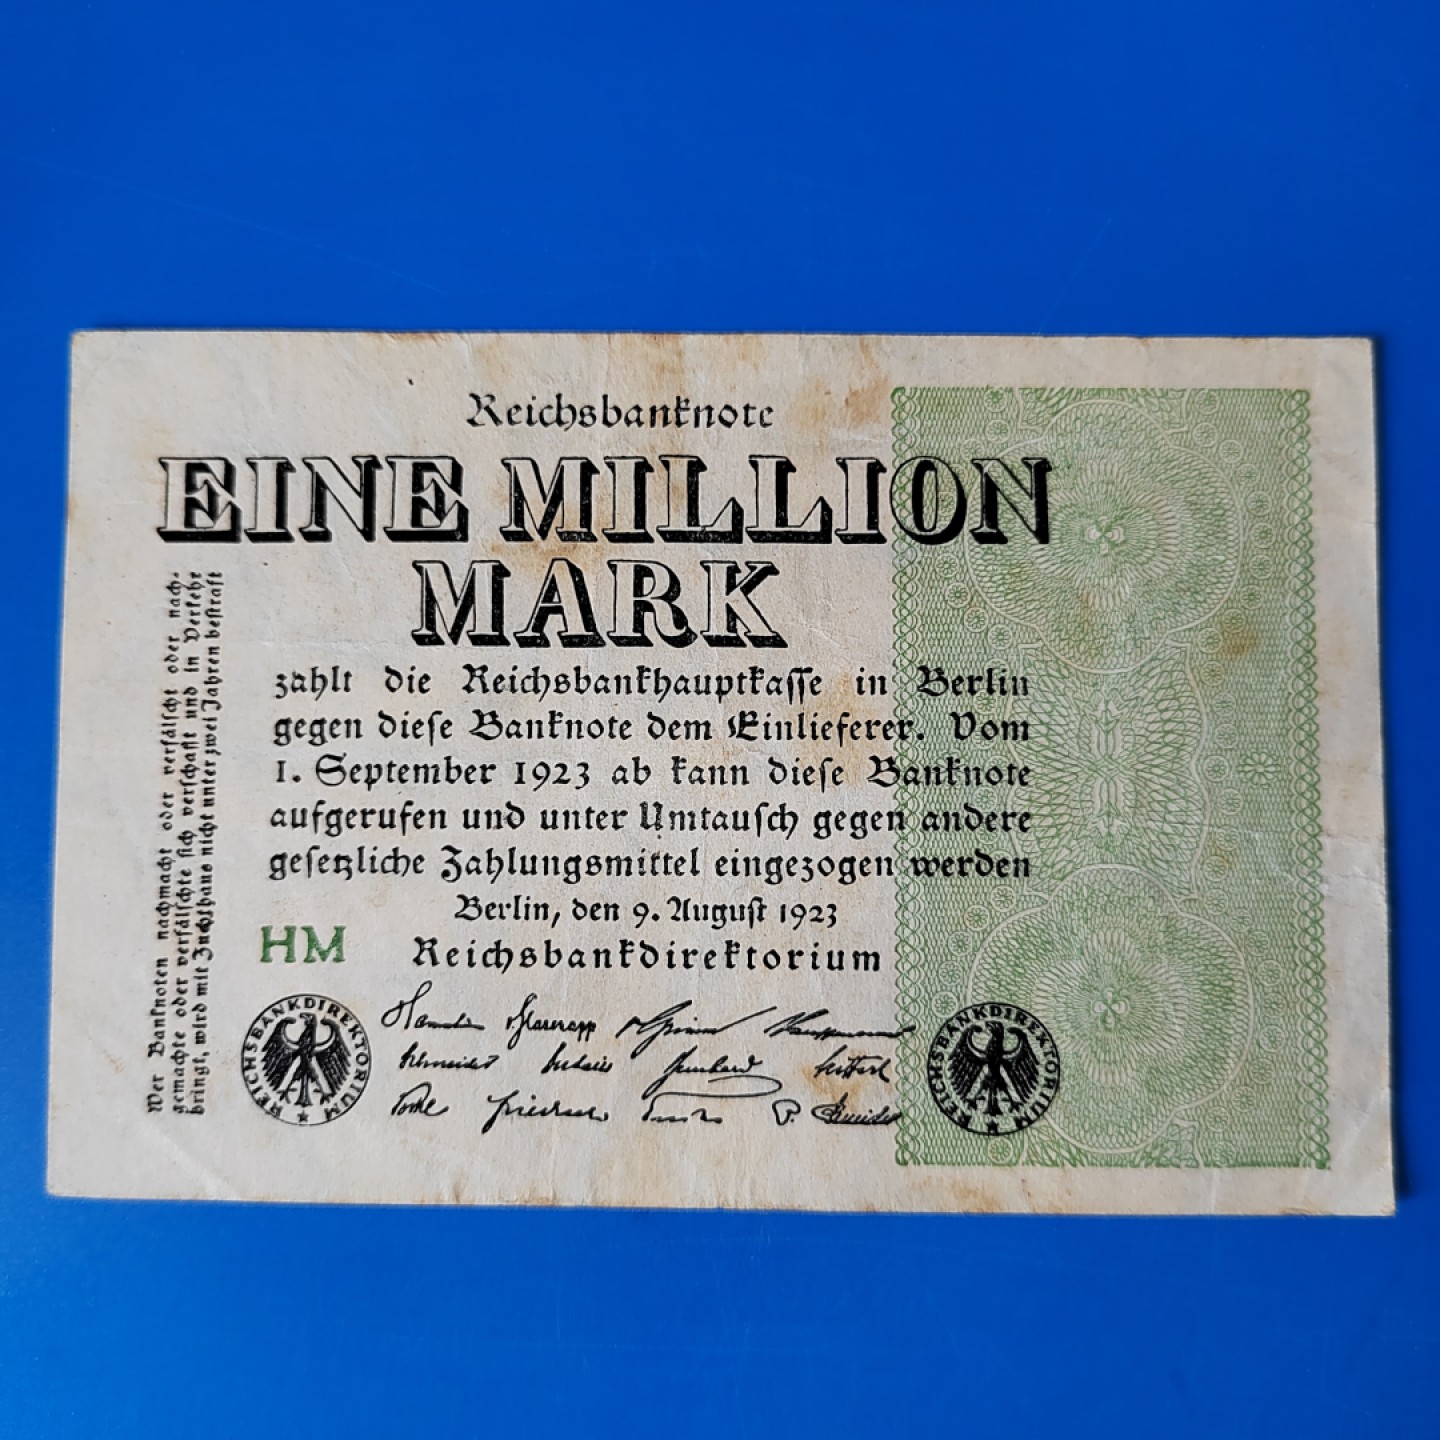 Reichsbanknote
EINE MILLION
MARK
zahlt die Reichsbankhauptkasse in Berlin
gegen diese Banknote dem Einlieferer. Vom
1. September 1923 ab kann diese Banknote
aufgerufen und unter Umtausch gegen andere
gesetzliche Zahlungsmittel eingezogen werden
Berlin, den 9. August 1923
HM Reichsbankdirektorium
Wer Banknoten nachmacht oder verfälscht oder nach-
gemachte oder verfälschte sich verschafft und in Verkehr
bringt, wird mit Zuchthaus nicht unter zwei Jahren bestraft
REICHSBANKDIREKTORIUM
REICHSBANKDIREKTORIUM